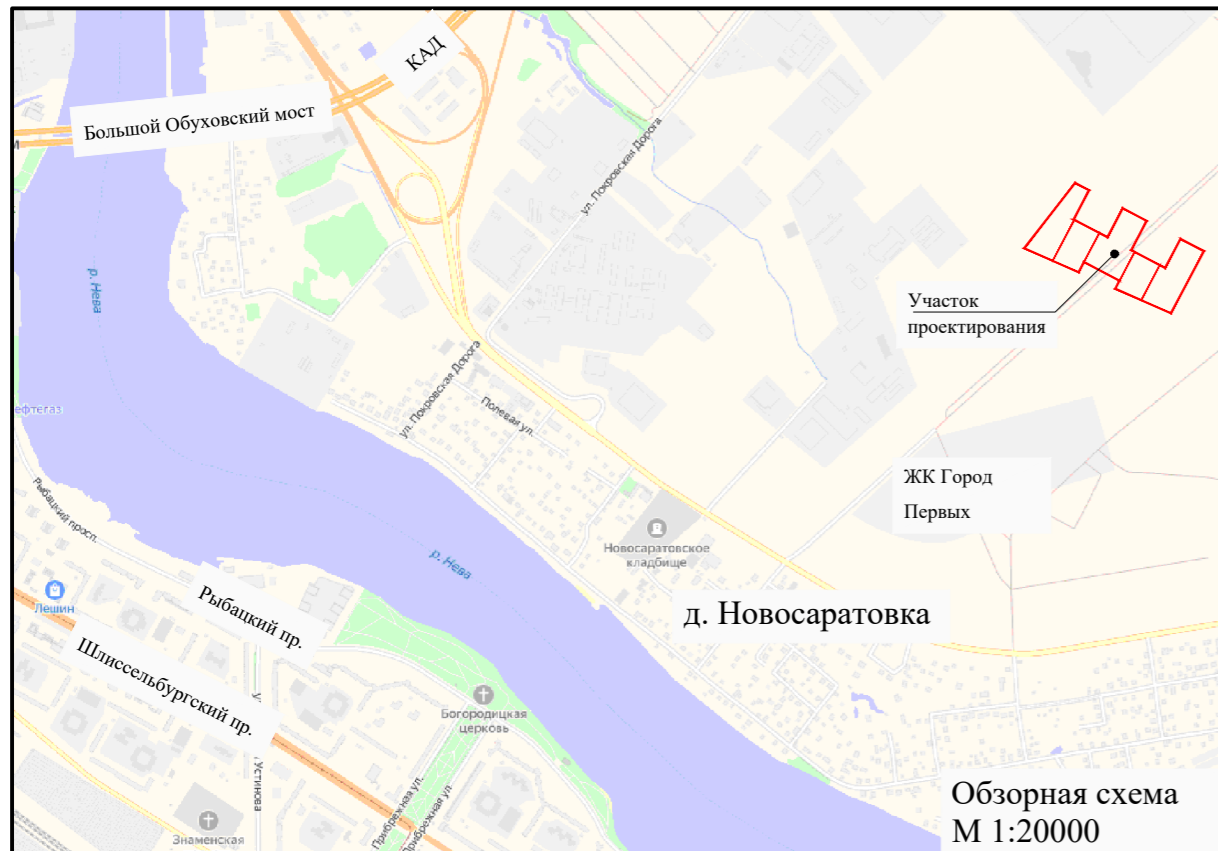 КАД
Большой Обуховский мост
ул. Покровская Дорога
р. Нева
Участок
проектирования
ул. Покровская Дорога
Полевая ул.
ефтегаз
ЖК Город
Первых
Рыбацкий просп.
Новосаратовское
кладбище
р. Нева
Лешин
Рыбацкий пр.
д. Новосаратовка
Шлиссельбургский пр.
Богородицкая
церковь
Устинова
Прибрежная ул.
Прибрежная ул.
Знаменская
Обзорная схема
М 1:20000